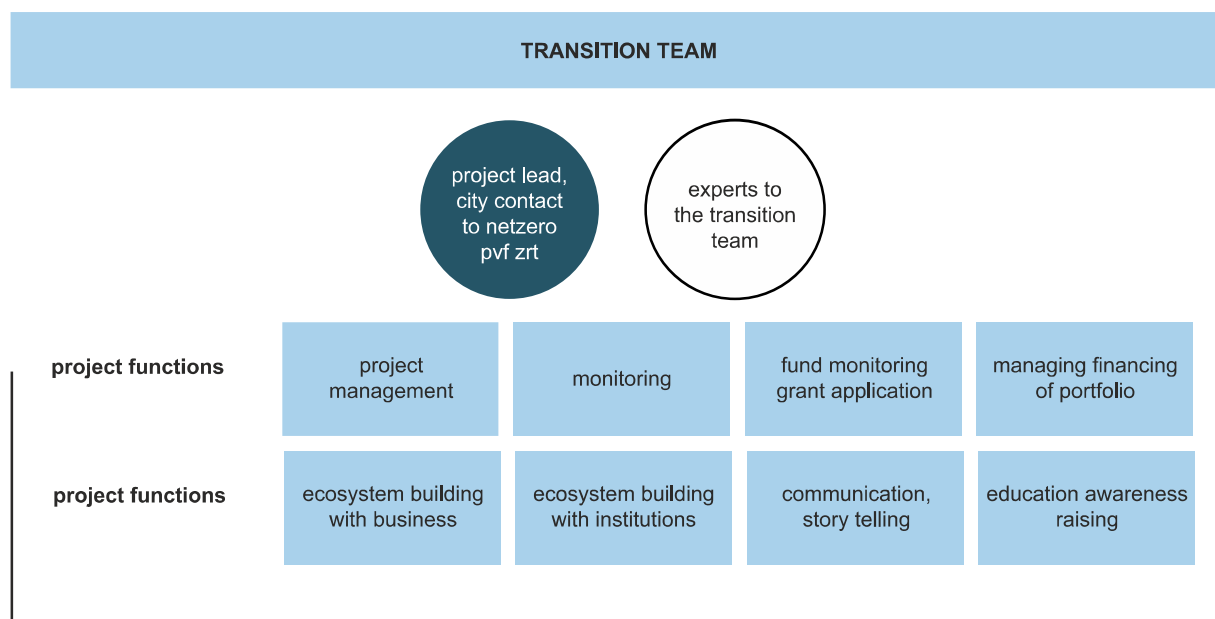 TRANSITION TEAM
project lead,
city contact
to netzero
pvf zrt
experts to
the transition
team
project functions
project
management
monitoring
fund monitoring
grant application
managing financing
of portfolio
project functions
ecosystem building
with business
ecosystem building
with institutions
communication,
story telling
education awareness
raising